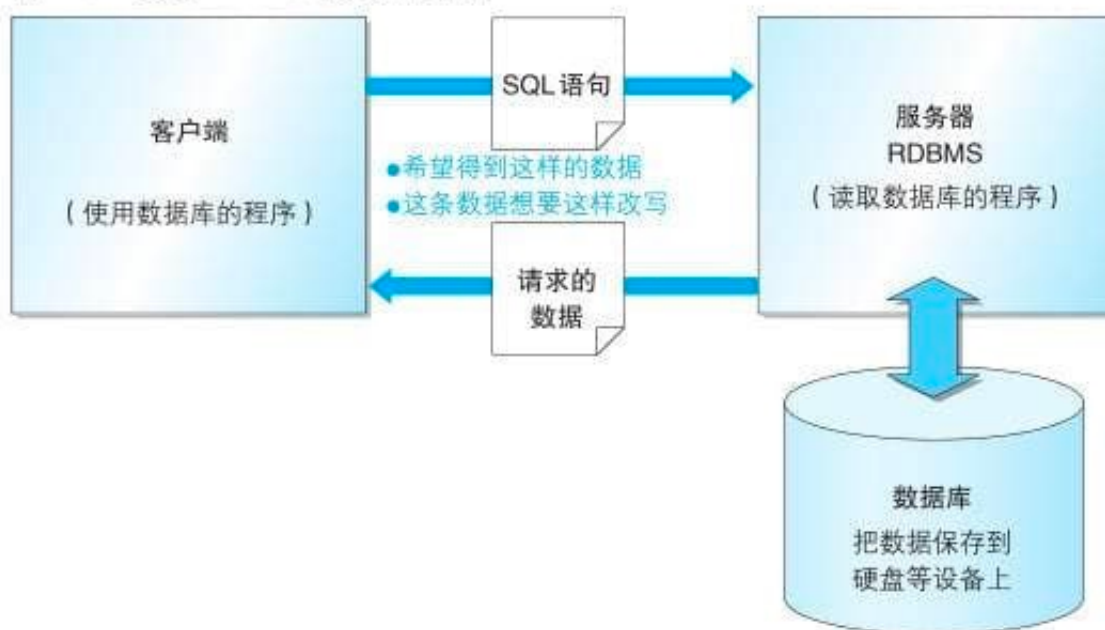 客户端
（使用数据库的程序）
SQL语句
●希望得到这样的数据
●这条数据想要这样改写
请求的
数据
服务器
RDBMS
（读取数据库的程序）
数据库
把数据保存到
硬盘等设备上